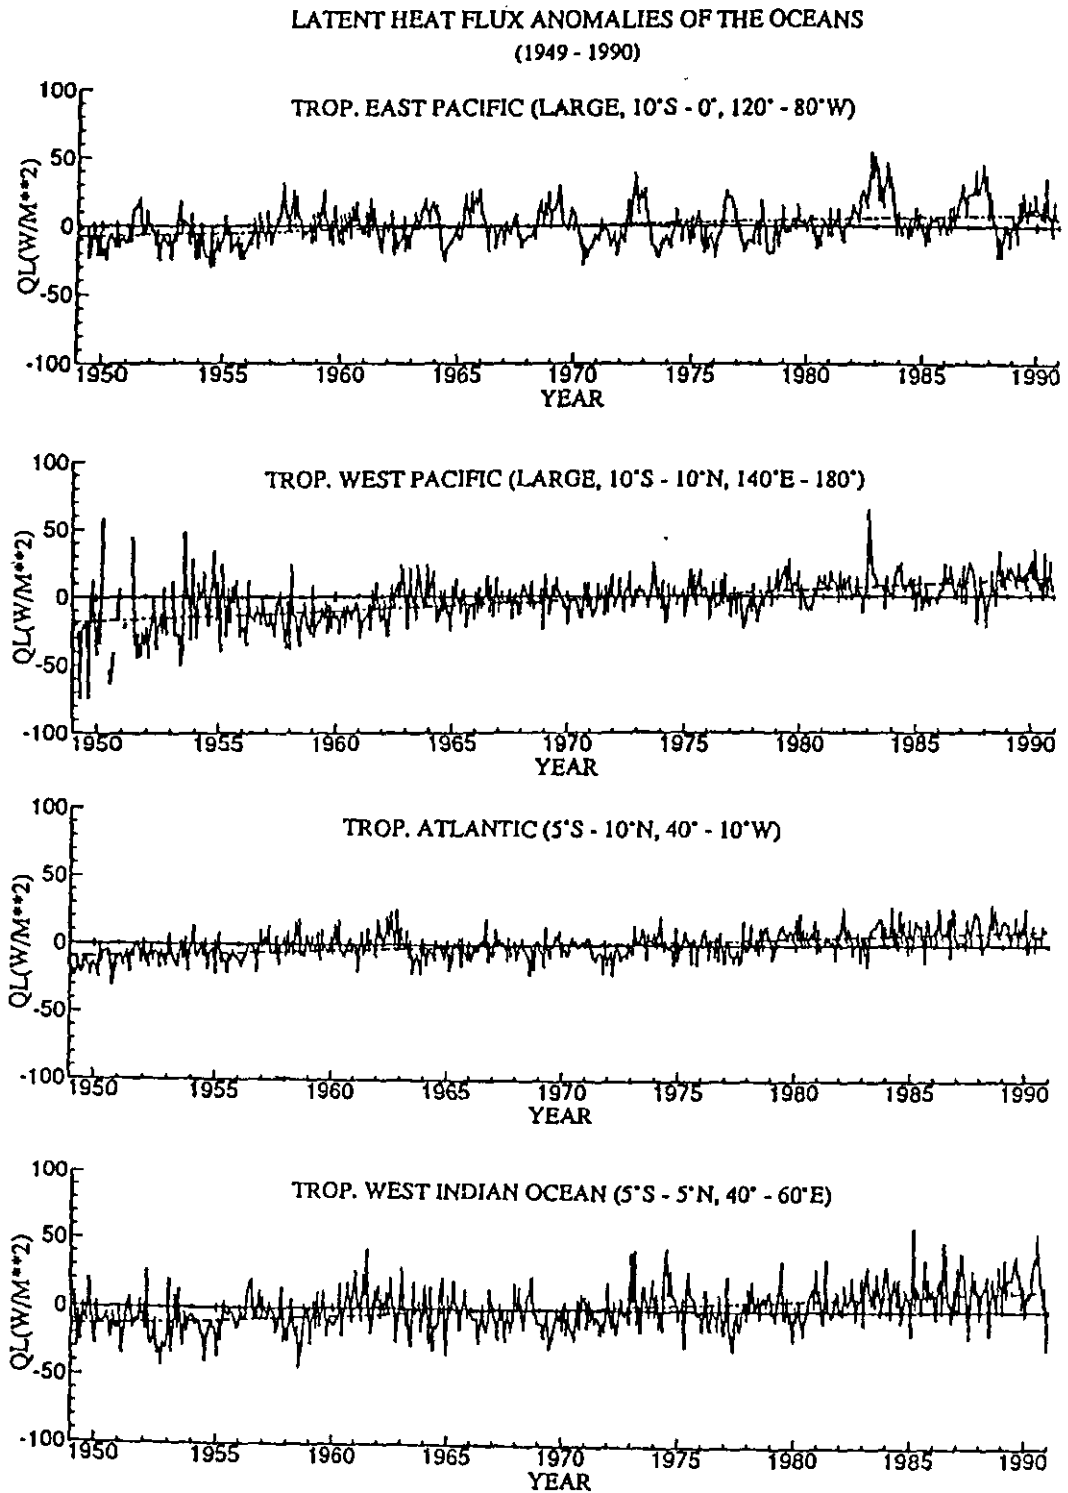 LATENT HEAT FLUX ANOMALIES OF THE OCEANS
(1949 - 1990)
TROP. EAST PACIFIC (LARGE, 10°S - 0°, 120° - 80°W)
QL(W/M**2)
100
50
0
-50
-100
1950 1955 1960 1965 1970 1975 1980 1985 1990
YEAR
TROP. WEST PACIFIC (LARGE, 10°S - 10°N, 140°E - 180°)
QL(W/M**2)
100
50
0
-50
-100
1950 1955 1960 1965 1970 1975 1980 1985 1990
YEAR
TROP. ATLANTIC (5°S - 10°N, 40° - 10°W)
QL(W/M**2)
100
50
0
-50
-100
1950 1955 1960 1965 1970 1975 1980 1985 1990
YEAR
TROP. WEST INDIAN OCEAN (5°S - 5°N, 40° - 60°E)
QL(W/M**2)
100
50
0
-50
-100
1950 1955 1960 1965 1970 1975 1980 1985 1990
YEAR